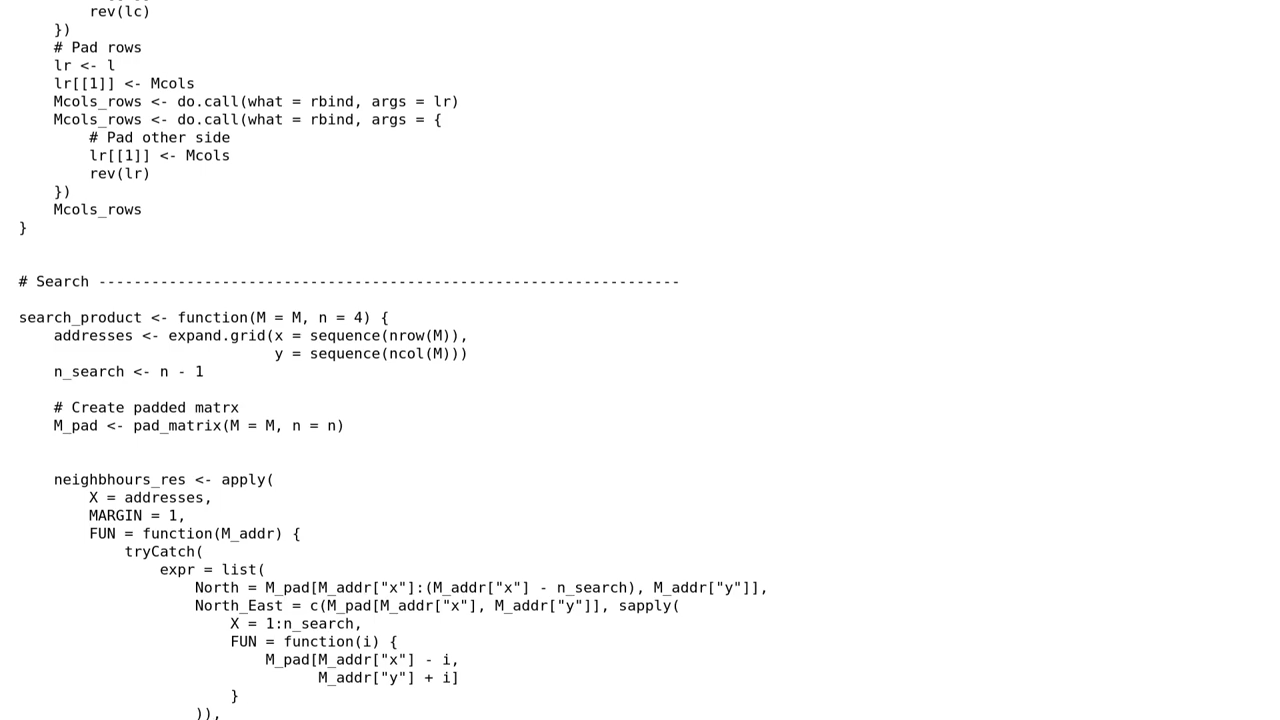 rev(lc)
    })
    # Pad rows
    lr <- l
    lr[[1]] <- Mcols
    Mcols_rows <- do.call(what = rbind, args = lr)
    Mcols_rows <- do.call(what = rbind, args = {
        # Pad other side
        lr[[1]] <- Mcols
        rev(lr)
    })
    Mcols_rows
}
# Search ------------------------------------------------------------------
search_product <- function(M = M, n = 4) {
    addresses <- expand.grid(x = sequence(nrow(M)),
                             y = sequence(ncol(M)))
    n_search <- n - 1
    # Create padded matrx
    M_pad <- pad_matrix(M = M, n = n)
    neighbhours_res <- apply(
        X = addresses,
        MARGIN = 1,
        FUN = function(M_addr) {
            tryCatch(
                expr = list(
                    North = M_pad[M_addr["x"]:(M_addr["x"] - n_search), M_addr["y"]],
                    North_East = c(M_pad[M_addr["x"], M_addr["y"]], sapply(
                        X = 1:n_search,
                        FUN = function(i) {
                            M_pad[M_addr["x"] - i,
                                  M_addr["y"] + i]
                        }
                    )),